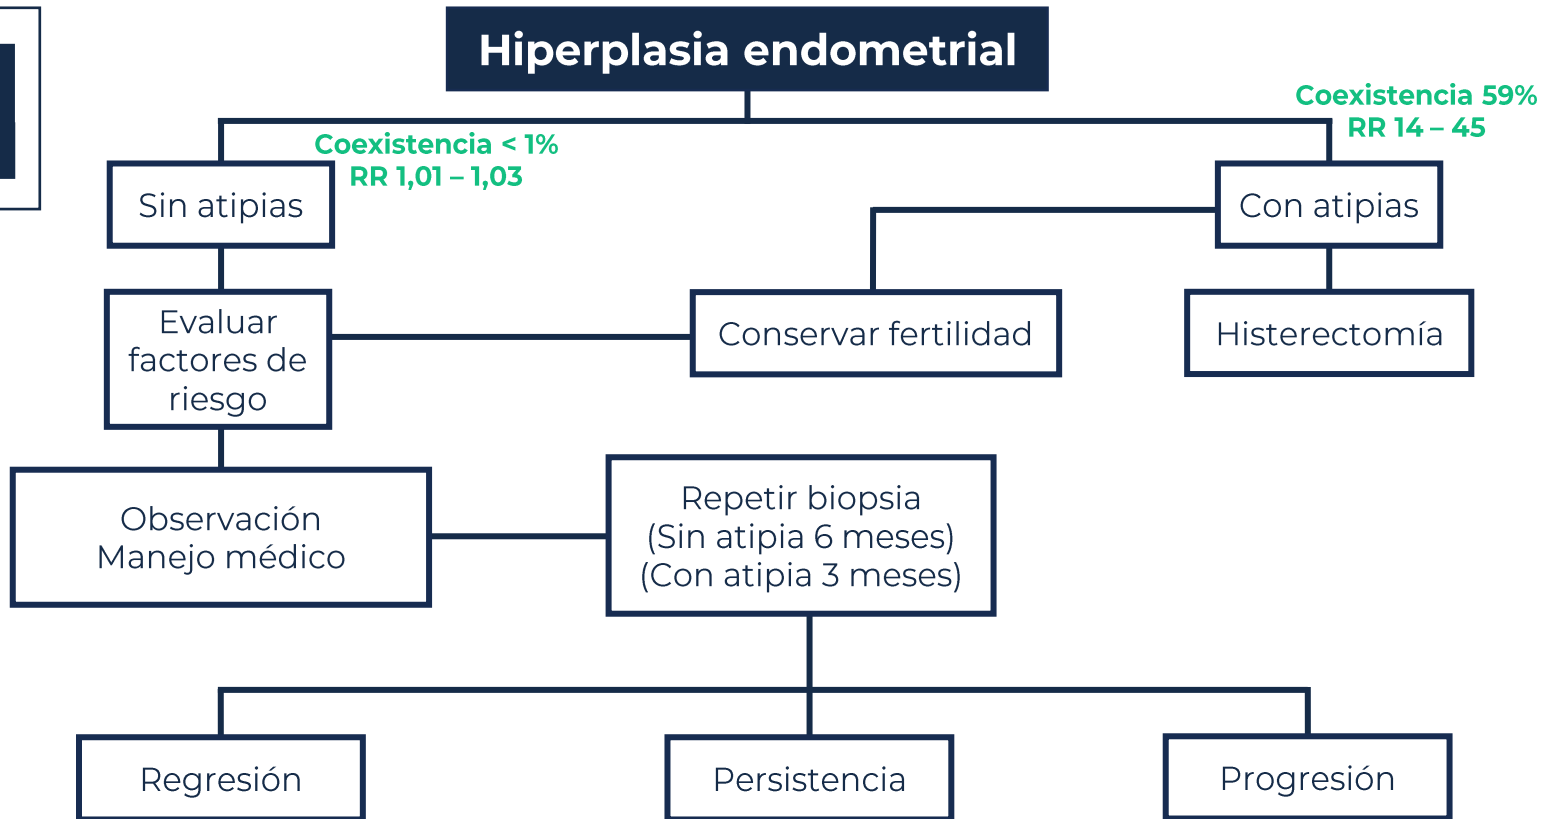 Hiperplasia endometrial
Coexistencia 59%
RR 14 – 45
Coexistencia < 1%
RR 1,01 – 1,03
Sin atipias
Con atipias
Evaluar
factores de
riesgo
Conservar fertilidad
Histerectomía
Observación
Manejo médico
Repetir biopsia
(Sin atipia 6 meses)
(Con atipia 3 meses)
Regresión
Persistencia
Progresión